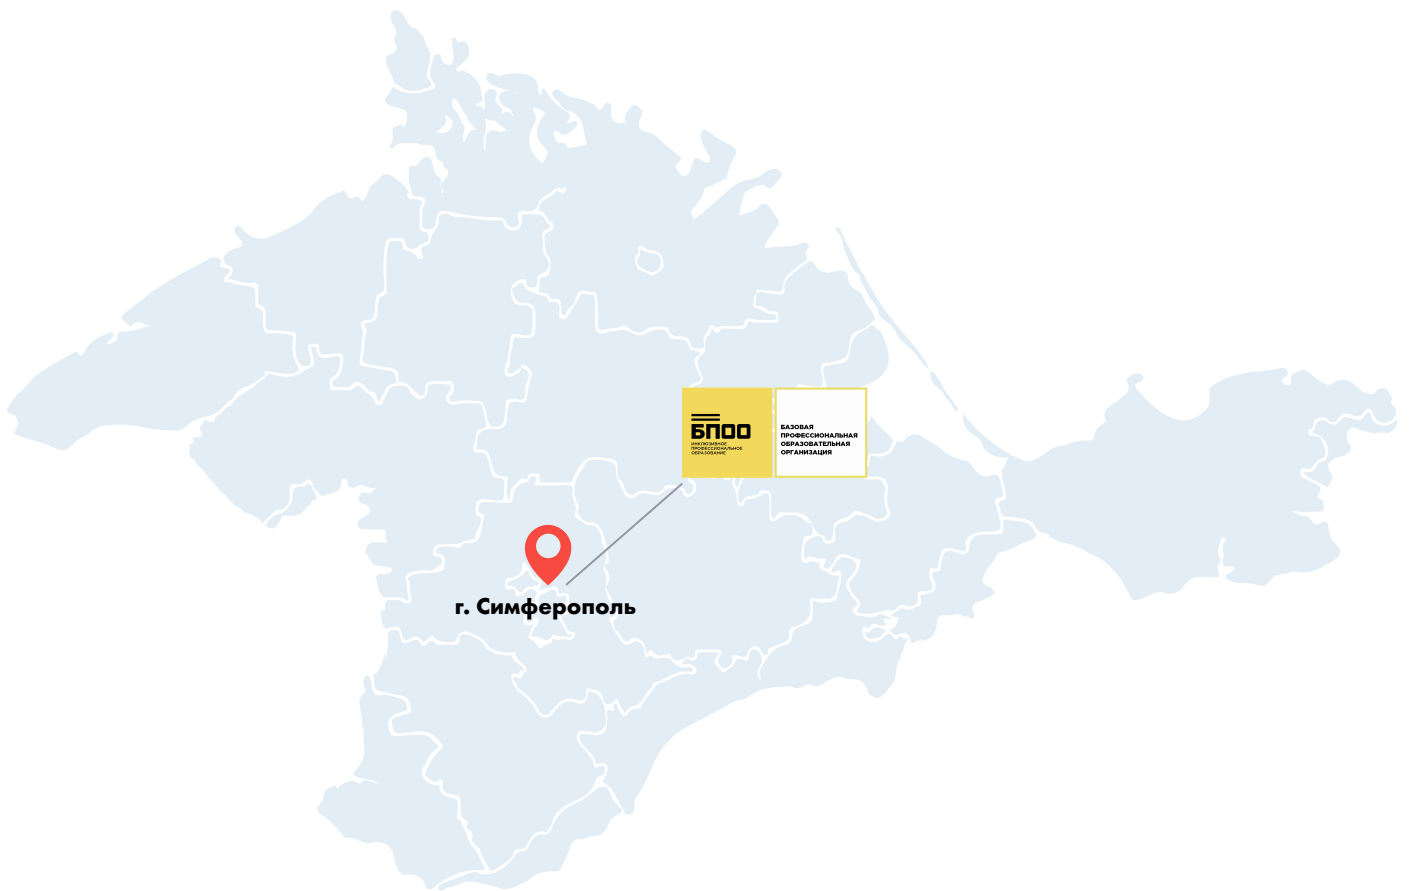 БПОО
ИНКЛЮЗИВНОЕ
ПРОФЕССИОНАЛЬНОЕ
ОБРАЗОВАНИЕ
БАЗОВАЯ
ПРОФЕССИОНАЛЬНАЯ
ОБРАЗОВАТЕЛЬНАЯ
ОРГАНИЗАЦИЯ
г. Симферополь